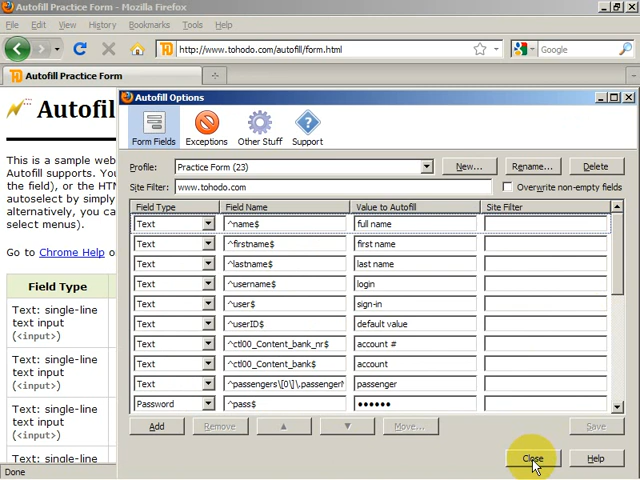 Autofill Practice Form - Mozilla Firefox
File Edit View History Bookmarks Tools Help
http://www.tohodo.com/autofill/form.html
Google
Autofill Practice Form
Autofil
This is a sample web
Autofill supports. You
the field), or the HTM
autoselect by simply
alternatively, you ca
select menus).
Go to Chrome Help o
Field Type
Text: single-line
text input
(<input>)
Text: single-line
text input
(<input>)
Text: single-line
text input
(<input>)
Text: single-line
Done
Autofill Options
Form Fields Exceptions Other Stuff Support
Profile: Practice Form (23) New... Rename... Delete
Site Filter: www.tohodo.com Overwrite non-empty fields
Field Type Field Name Value to Autofill Site Filter
Text ^name$ full name
Text ^firstname$ first name
Text ^lastname$ last name
Text ^username$ login
Text ^user$ sign-in
Text ^userID$ default value
Text ^ctl00_Content_bank_nr$ account #
Text ^ctl00_Content_bank$ account
Text ^passengers\[0\]\.passengerN passenger
Password ^pass$ ●●●●●●
Add Remove Move... Save
Close Help